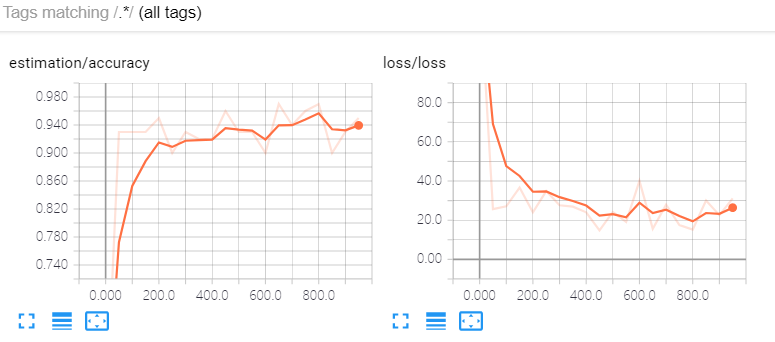 Tags matching /.*/ (all tags)
estimation/accuracy
0.980
0.940
0.900
0.860
0.820
0.780
0.740
0.000 200.0 400.0 600.0 800.0
loss/loss
80.0
60.0
40.0
20.0
0.00
0.000 200.0 400.0 600.0 800.0